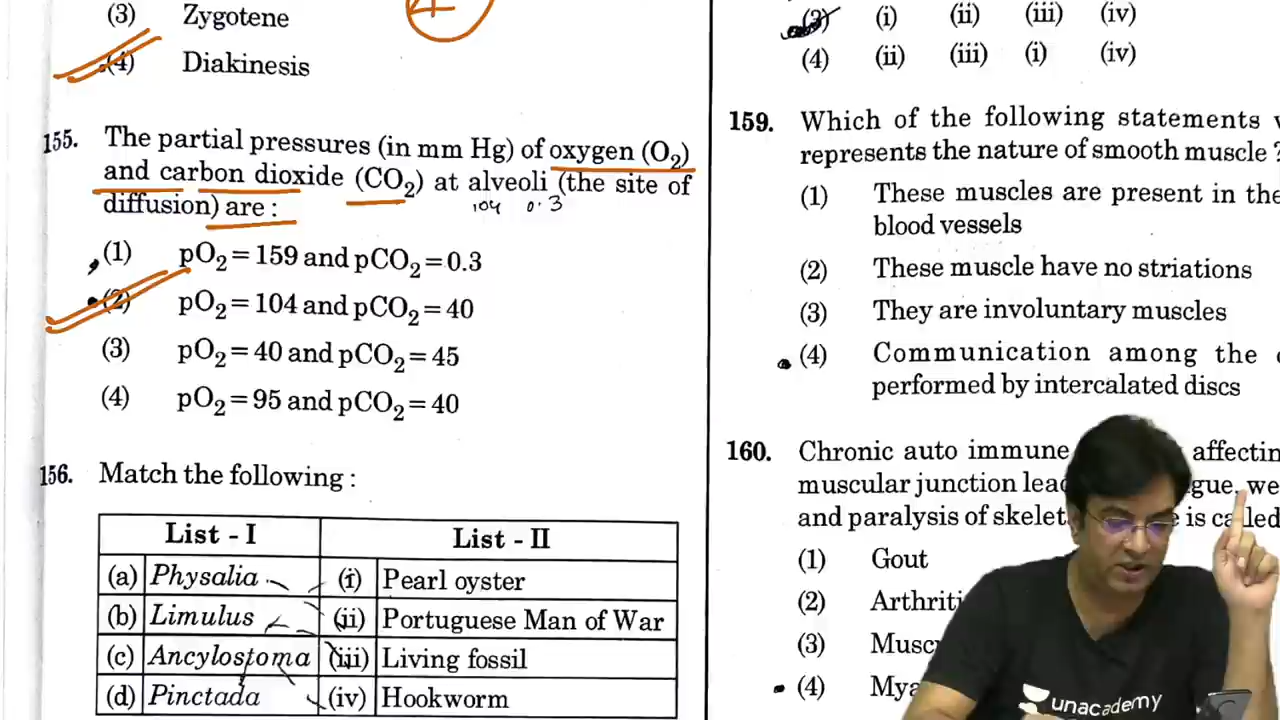 (3) Zygotene
(4) Diakinesis
4
155. The partial pressures (in mm Hg) of oxygen (O₂)
and carbon dioxide (CO₂) at alveoli (the site of
diffusion) are :
104 0.3
(1) pO₂ = 159 and pCO₂ = 0.3
(2) pO₂ = 104 and pCO₂ = 40
(3) pO₂ = 40 and pCO₂ = 45
(4) pO₂ = 95 and pCO₂ = 40
156. Match the following :
List - I List - II
(a) Physalia (i) Pearl oyster
(b) Limulus (ii) Portuguese Man of War
(c) Ancylostoma (iii) Living fossil
(d) Pinctada (iv) Hookworm
(3) (i) (ii) (iii) (iv)
(4) (ii) (iii) (i) (iv)
159. Which of the following statements
represents the nature of smooth muscle ?
(1) These muscles are present in the
blood vessels
(2) These muscle have no striations
(3) They are involuntary muscles
(4) Communication among the
performed by intercalated discs
160. Chronic auto immune
muscular junction
and paralysis of is called
(1) Gout
(2)
(3)
(4)
unacademy